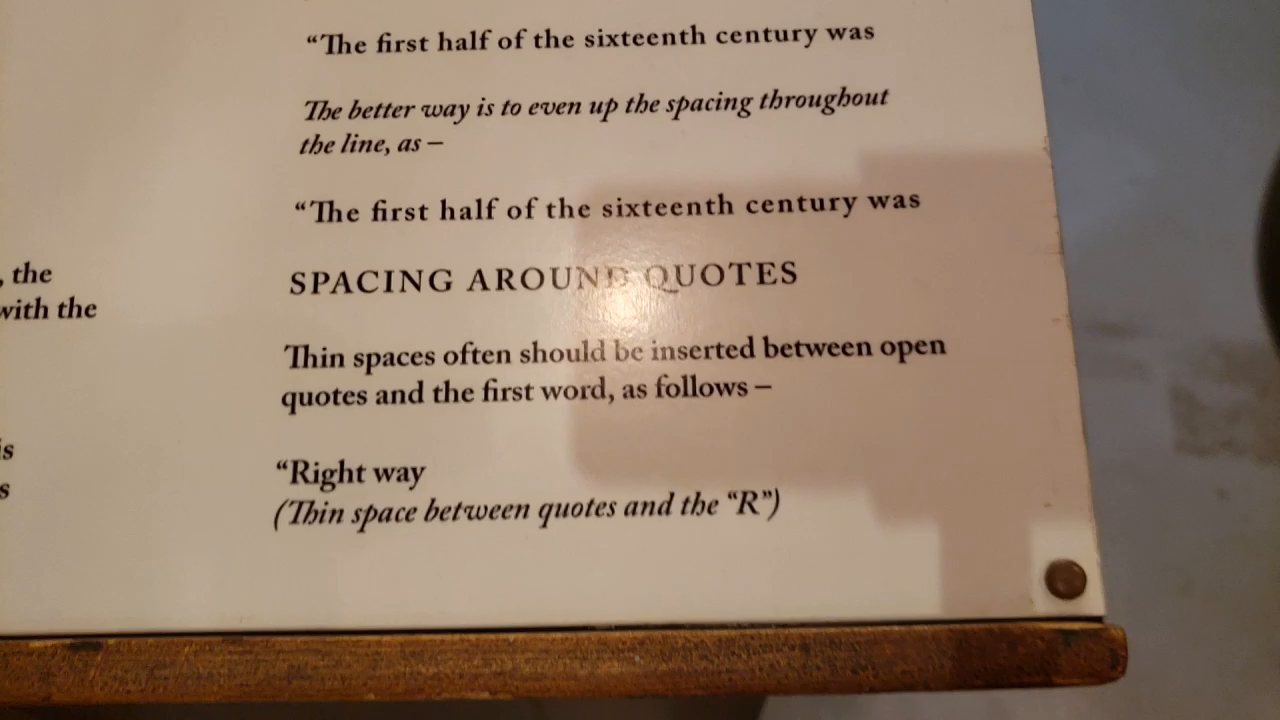 , the
with the
is
s
“The first half of the sixteenth century was
The better way is to even up the spacing throughout
the line, as –
“The first half of the sixteenth century was
SPACING AROUND QUOTES
Thin spaces often should be inserted between open
quotes and the first word, as follows –
“Right way
(Thin space between quotes and the “R”)